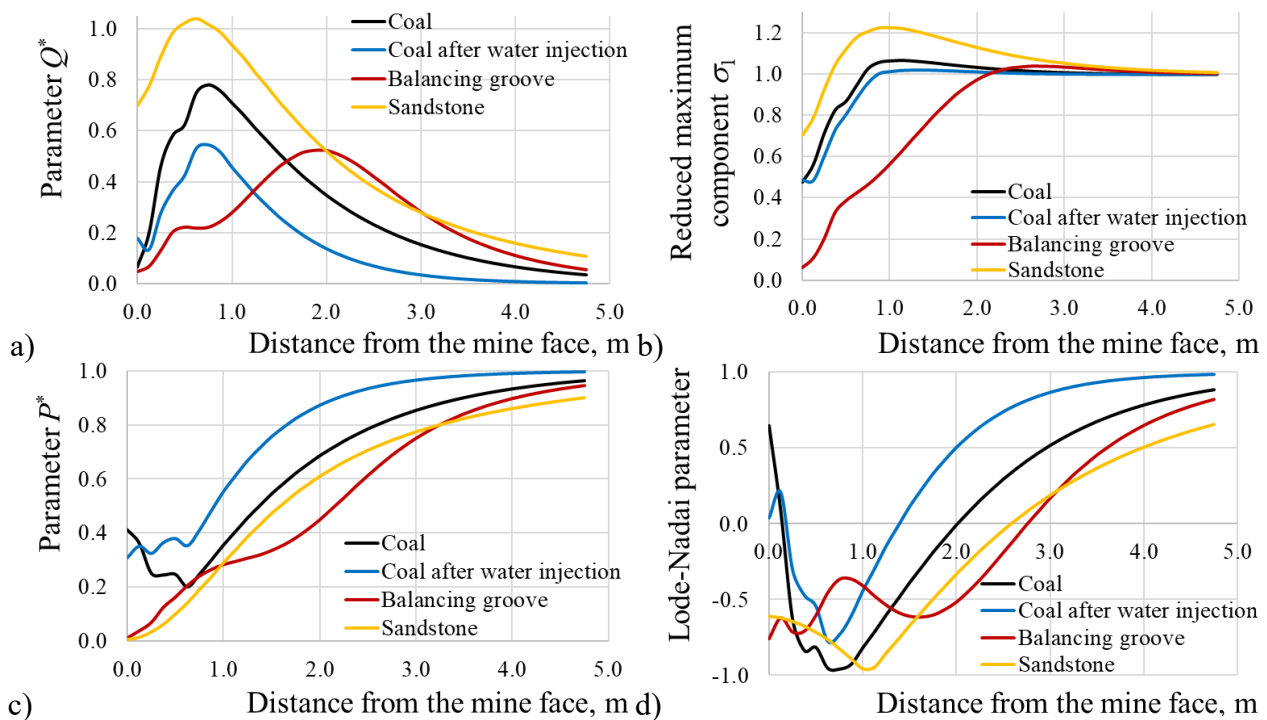 Parameter Q*
1.0
0.8
0.6
0.4
0.2
0.0
Coal
Coal after water injection
Balancing groove
Sandstone
0.0 1.0 2.0 3.0 4.0 5.0
a) Distance from the mine face, m
Reduced maximum
component σ1
1.2
1.0
0.8
0.6
0.4
0.2
0.0
Coal
Coal after water injection
Balancing groove
Sandstone
0.0 1.0 2.0 3.0 4.0 5.0
b) Distance from the mine face, m
Parameter P*
1.0
0.8
0.6
0.4
0.2
0.0
Coal
Coal after water injection
Balancing groove
Sandstone
0.0 1.0 2.0 3.0 4.0 5.0
c) Distance from the mine face, m
Lode-Nadai parameter
1.0
0.5
0.0
-0.5
-1.0
0.0 1.0 2.0 3.0 4.0 5.0
Coal
Coal after water injection
Balancing groove
Sandstone
d) Distance from the mine face, m